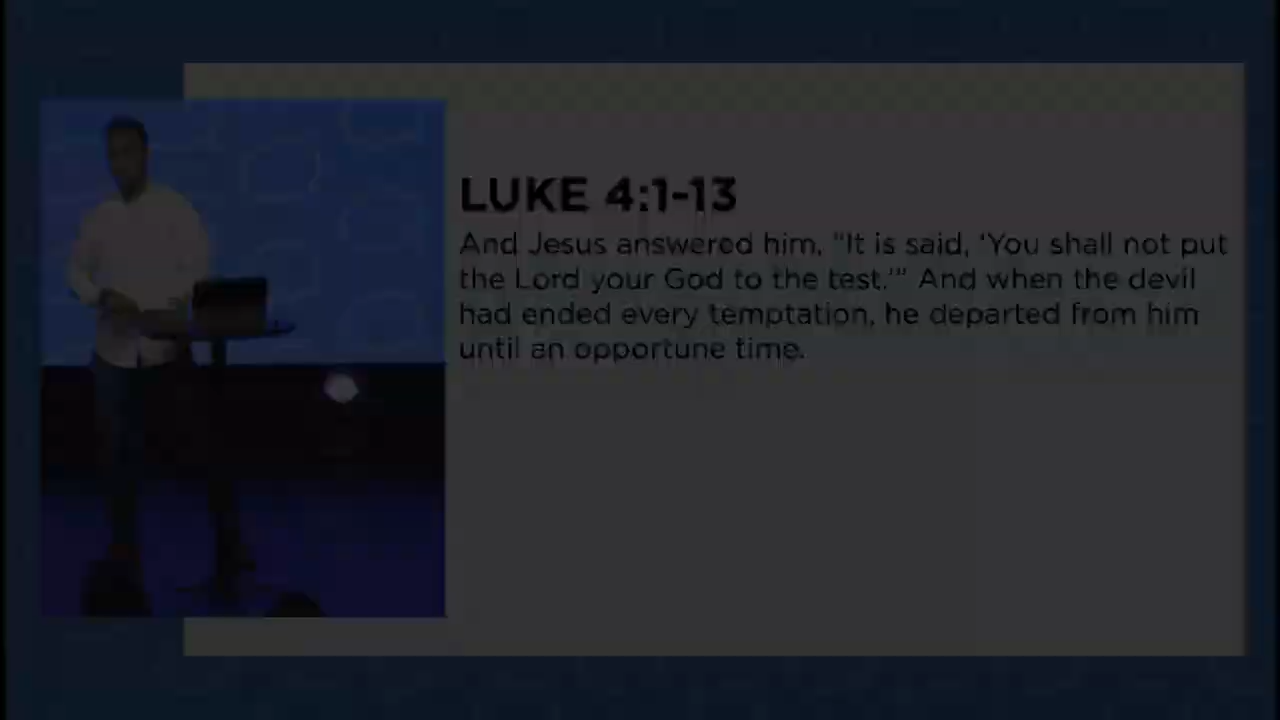 LUKE 4:1-13
And Jesus answered him, "It is said, 'You shall not put
the Lord your God to the test.'" And when the devil
had ended every temptation, he departed from him
until an opportune time.